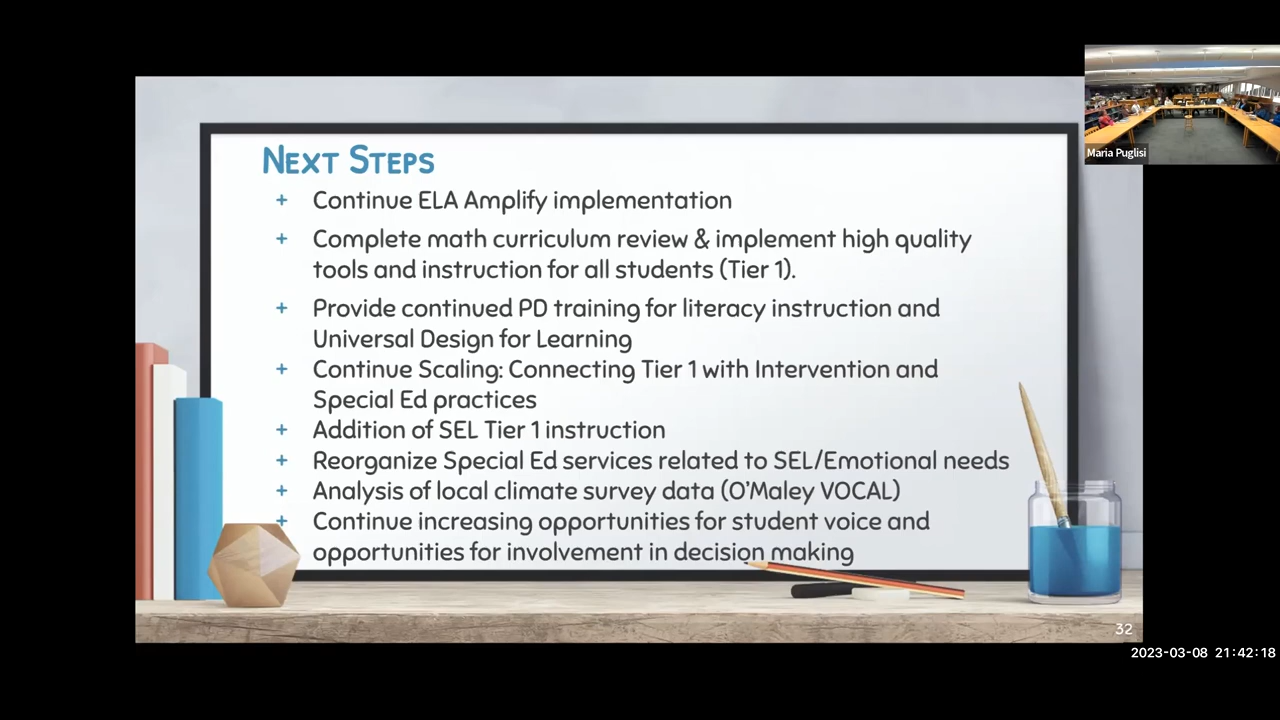 Next Steps
+ Continue ELA Amplify implementation
+ Complete math curriculum review & implement high quality
tools and instruction for all students (Tier 1).
+ Provide continued PD training for literacy instruction and
Universal Design for Learning
+ Continue Scaling: Connecting Tier 1 with Intervention and
Special Ed practices
+ Addition of SEL Tier 1 instruction
+ Reorganize Special Ed services related to SEL/Emotional needs
+ Analysis of local climate survey data (O'Maley VOCAL)
+ Continue increasing opportunities for student voice and
opportunities for involvement in decision making
32
Maria Puglisi
2023-03-08 21:42:18